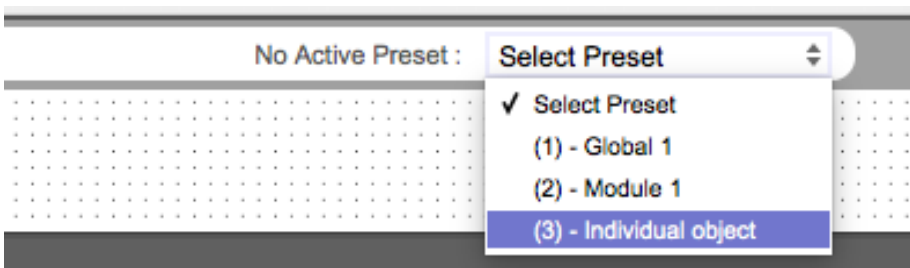 No Active Preset : Select Preset
✓ Select Preset
(1) - Global 1
(2) - Module 1
(3) - Individual object